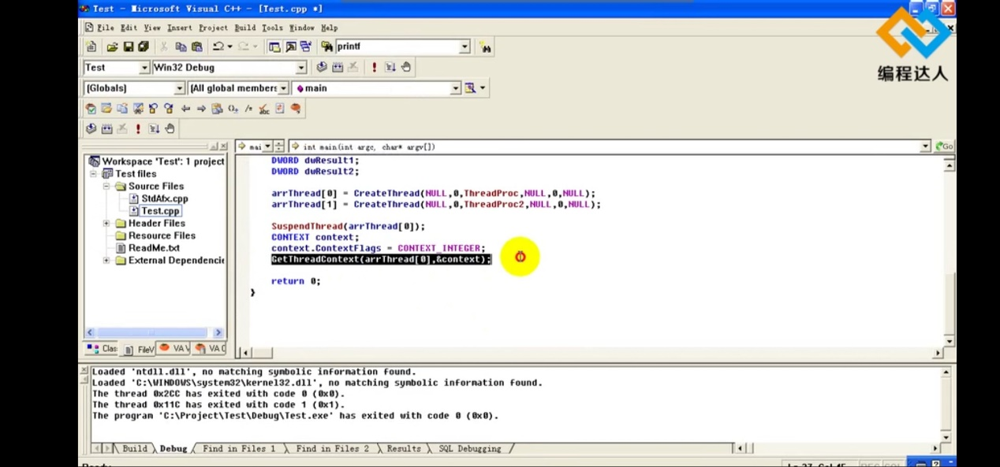 Test - Microsoft Visual C++ - [Test.cpp *]
File Edit View Insert Project Build Tools Window Help
printf
编程达人
Test Win32 Debug
(Globals) (All global members main
mai int main(int argc, char* argv[]) Go
Workspace 'Test': 1 project
Test files
Source Files
StdAfx.cpp
Test.cpp
Header Files
Resource Files
ReadMe.txt
External Dependencie
DWORD dwResult1;
DWORD dwResult2;
arrThread[0] = CreateThread(NULL,0,ThreadProc,NULL,0,NULL);
arrThread[1] = CreateThread(NULL,0,ThreadProc2,NULL,0,NULL);
SuspendThread(arrThread[0]);
CONTEXT context;
context.ContextFlags = CONTEXT_INTEGER;
GetThreadContext(arrThread[0],&context);
return 0;
}
Clas FileV VA V VA O
Loaded 'ntdll.dll', no matching symbolic information found.
Loaded 'C:\WINDOWS\system32\kernel32.dll', no matching symbolic information found.
The thread 0x2CC has exited with code 0 (0x0).
The thread 0x11C has exited with code 1 (0x1).
The program 'C:\Project\Test\Debug\Test.exe' has exited with code 0 (0x0).
Build Debug Find in Files 1 Find in Files 2 Results SQL Debugging